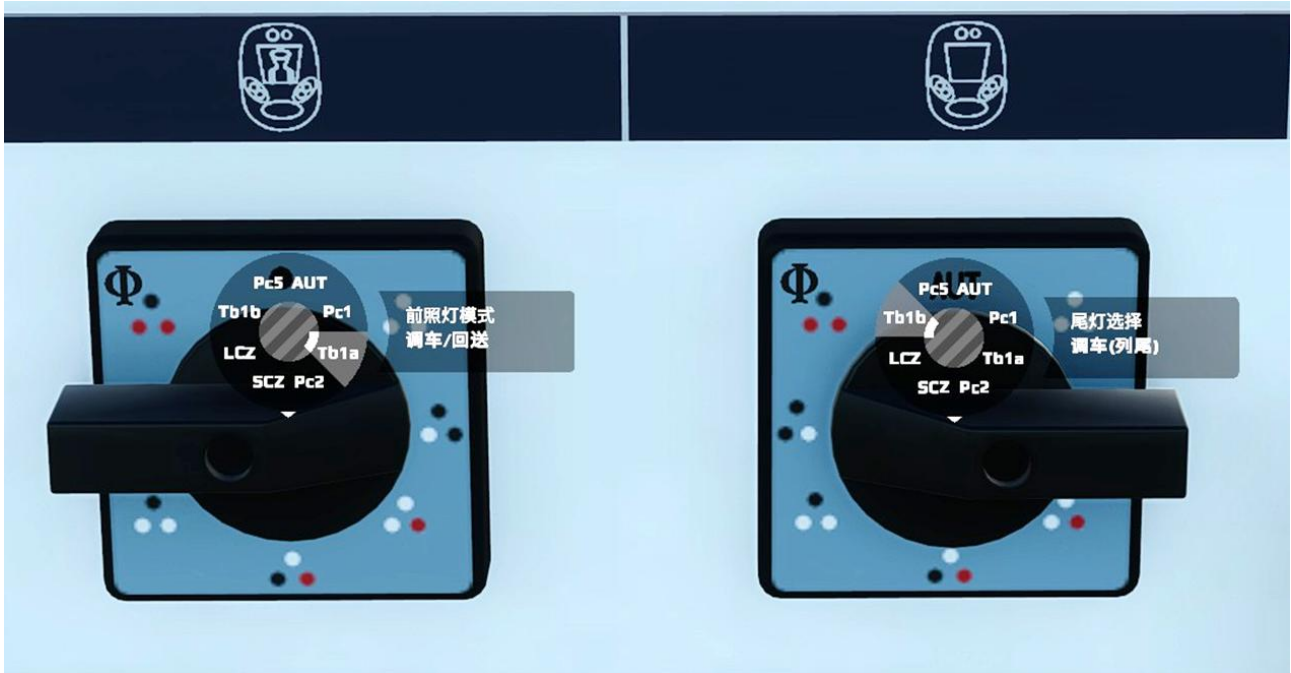 Φ
Pc5 AUT
Tb1b Pc1
LCZ Tb1a
SCZ Pc2
前照灯模式
调车/回送
Φ
AUT
Pc5 AUT
Tb1b Pc1
LCZ Tb1a
SCZ Pc2
尾灯选择
调车(列尾)